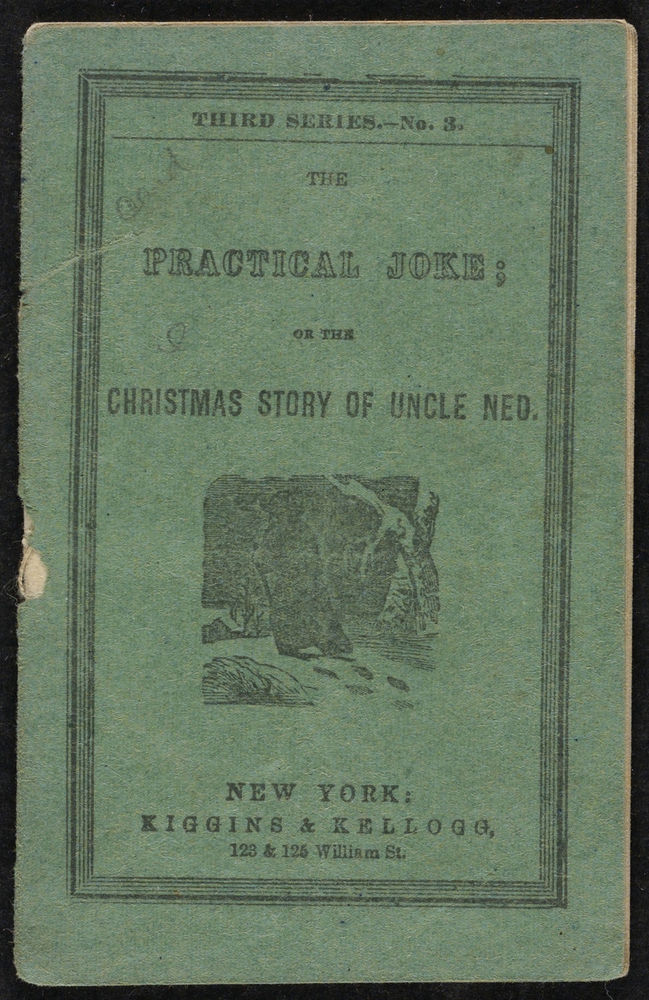 THIRD SERIES.—No. 3.
THE
PRACTICAL JOKE;
OR THE
CHRISTMAS STORY OF UNCLE NED.
NEW YORK:
KIGGINS & KELLOGG,
123 & 125 William St.